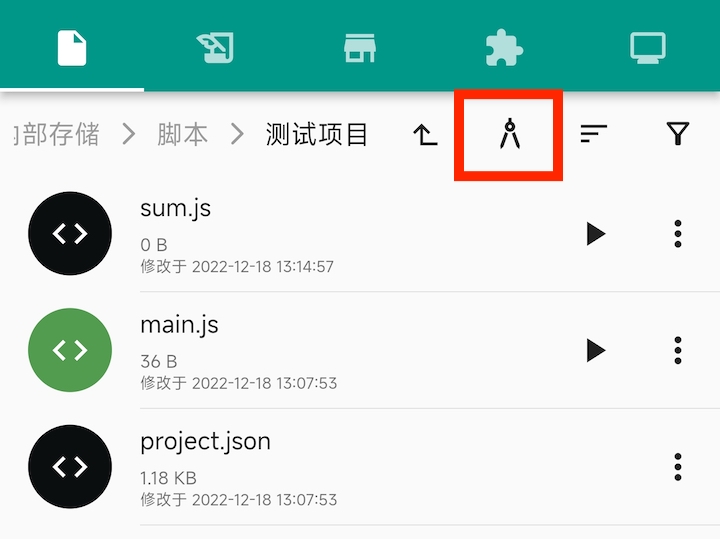 部存储 脚本 测试项目
sum.js
0 B
修改于 2022-12-18 13:14:57
main.js
36 B
修改于 2022-12-18 13:07:53
project.json
1.18 KB
修改于 2022-12-18 13:07:53